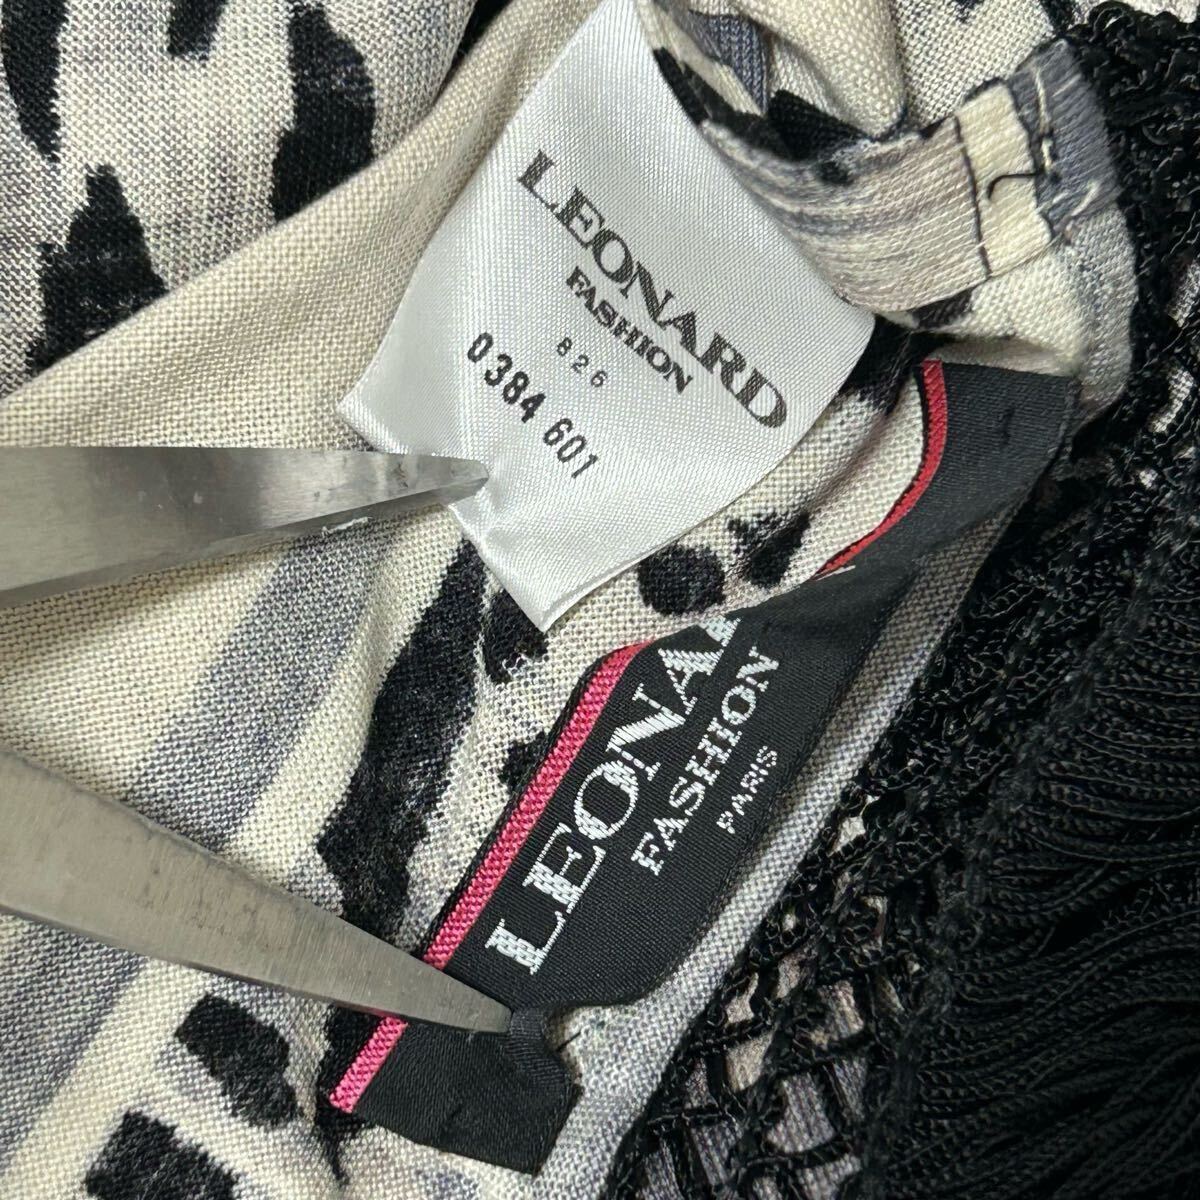 LEONARD
FASHION
826
0384 601
LEONA
FASHION
PARIS